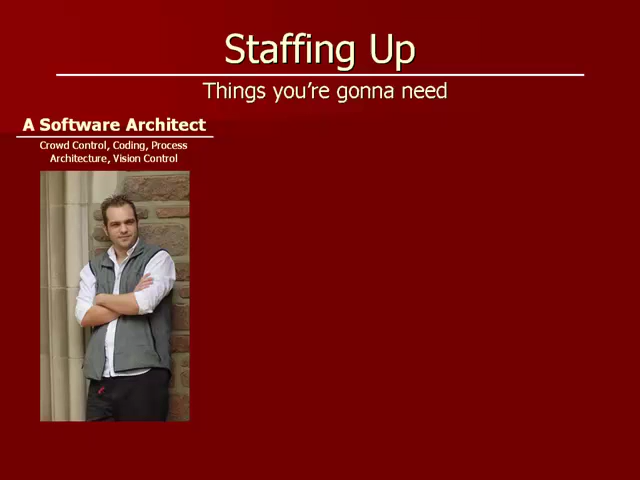 Staffing Up
Things you’re gonna need
A Software Architect
Crowd Control, Coding, Process
Architecture, Vision Control